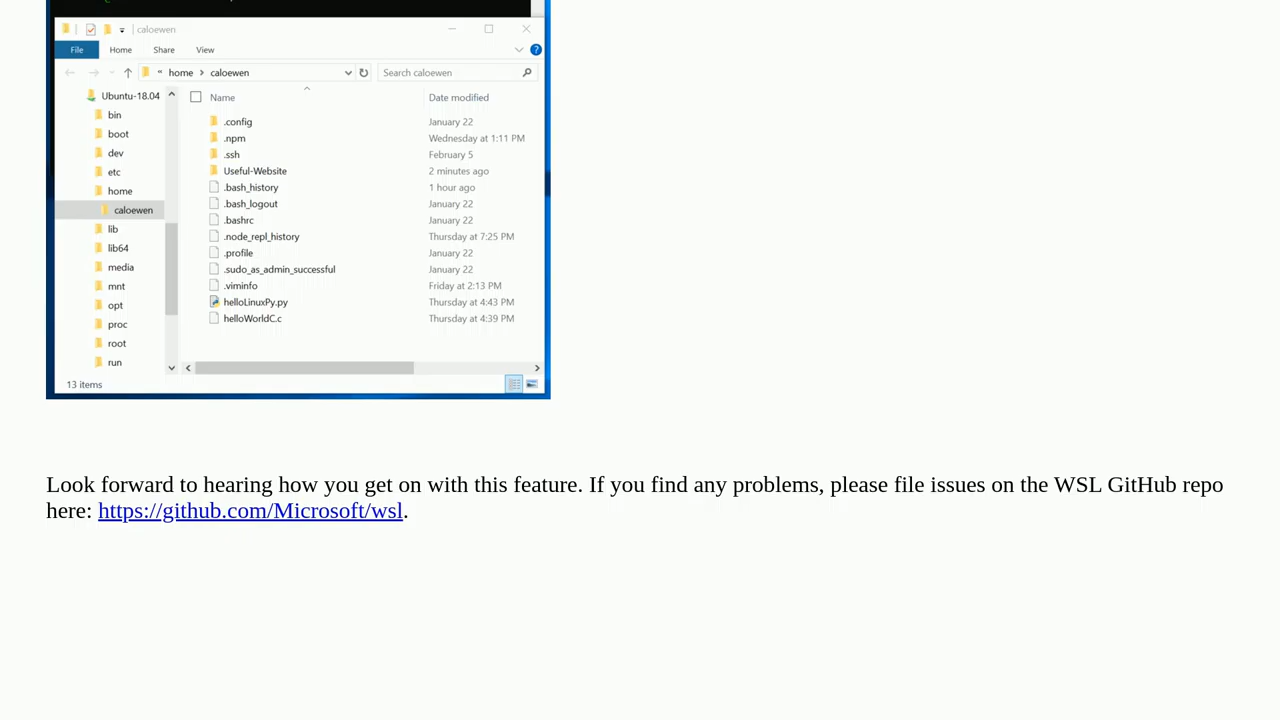 caloewen
File Home Share View
« home › caloewen
Search caloewen
Ubuntu-18.04
bin
boot
dev
etc
home
caloewen
lib
lib64
media
mnt
opt
proc
root
run
Name Date modified
.config January 22
.npm Wednesday at 1:11 PM
.ssh February 5
Useful-Website 2 minutes ago
.bash_history 1 hour ago
.bash_logout January 22
.bashrc January 22
.node_repl_history Thursday at 7:25 PM
.profile January 22
.sudo_as_admin_successful January 22
.viminfo Friday at 2:13 PM
helloLinuxPy.py Thursday at 4:43 PM
helloWorldC.c Thursday at 4:39 PM
13 items
Look forward to hearing how you get on with this feature. If you find any problems, please file issues on the WSL GitHub repo
here: https://github.com/Microsoft/wsl.